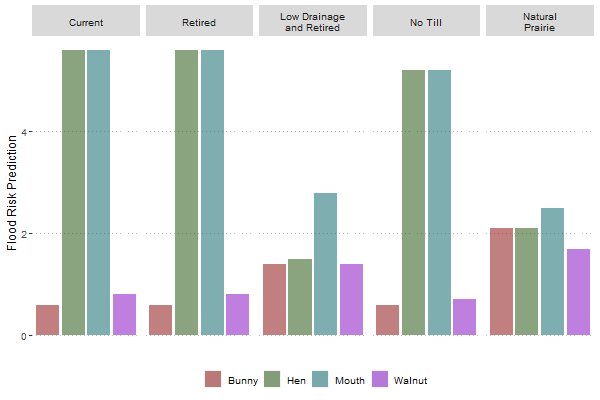 Current
Retired
Low Drainage
and Retired
No Till
Natural
Prairie
Flood Risk Prediction
4
2
0
Bunny
Hen
Mouth
Walnut